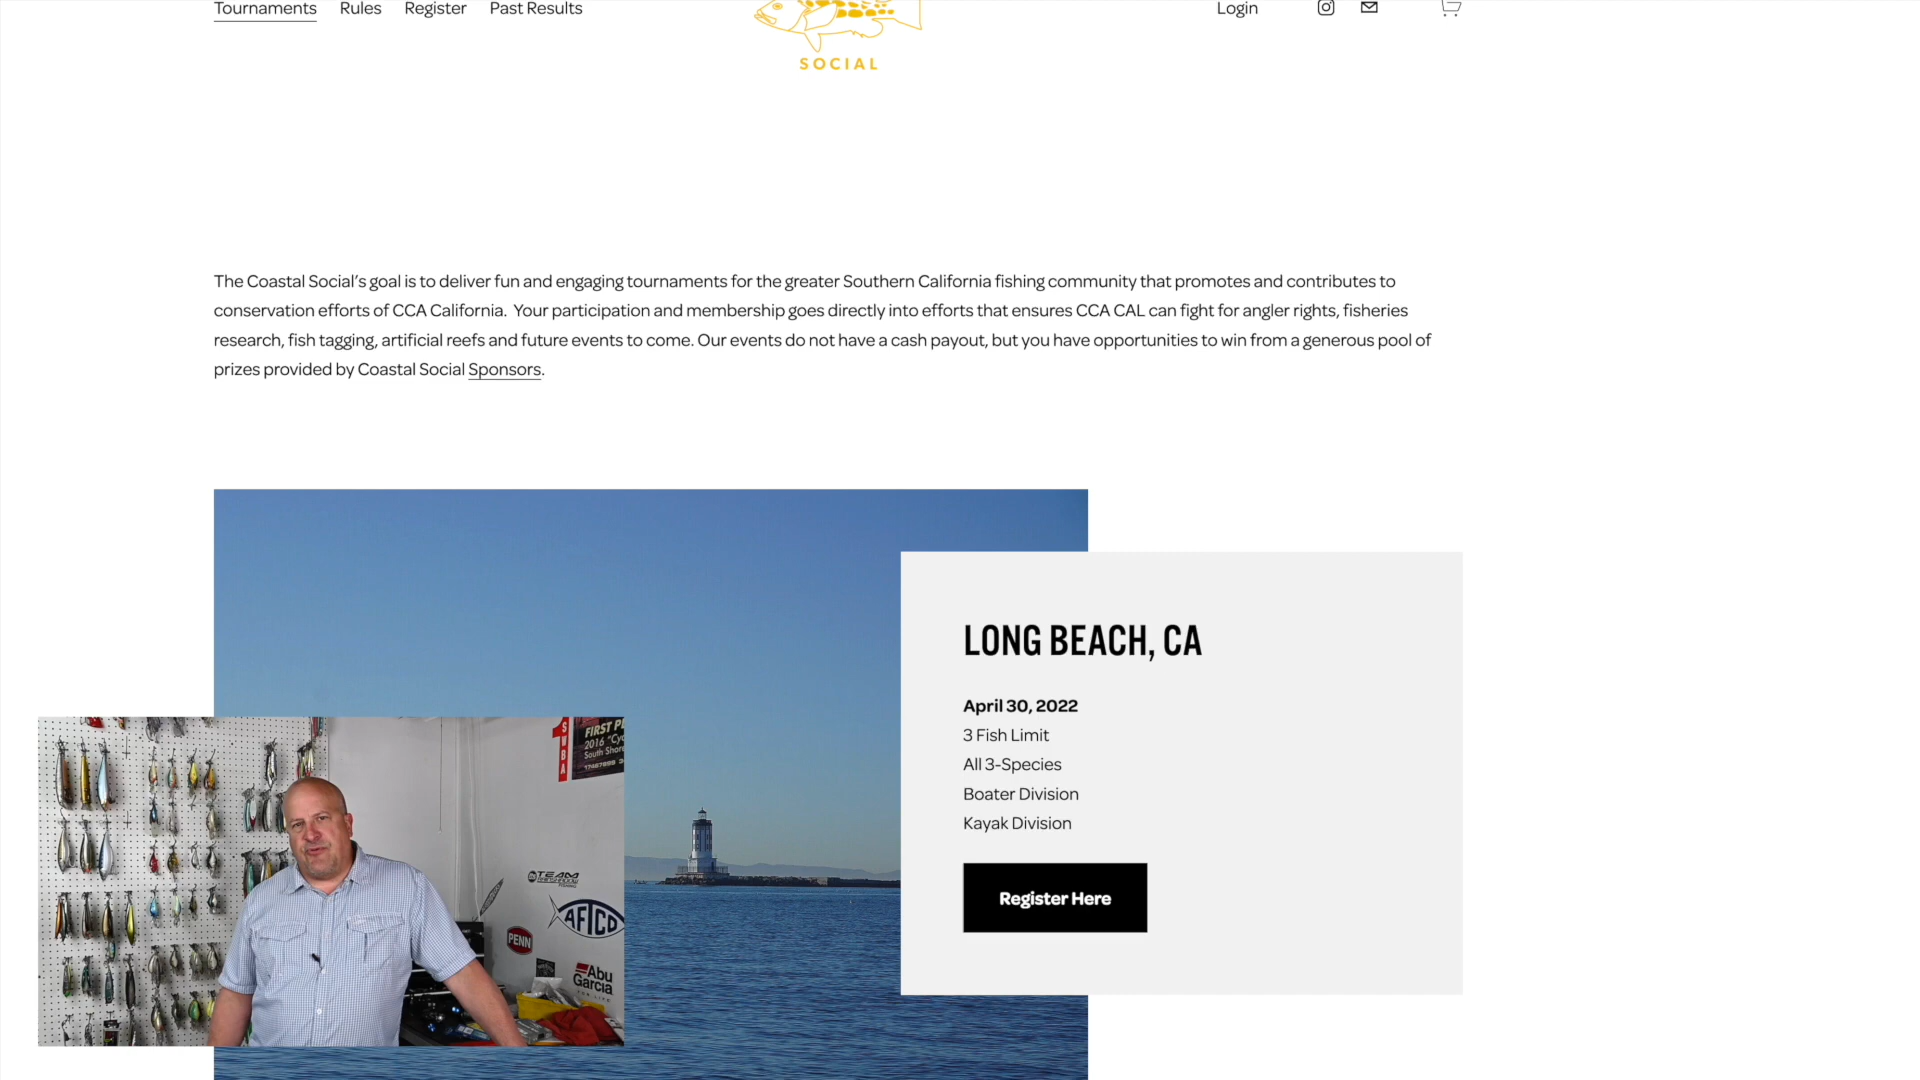 Tournaments Rules Register Past Results Login
SOCIAL
The Coastal Social’s goal is to deliver fun and engaging tournaments for the greater Southern California fishing community that promotes and contributes to
conservation efforts of CCA California. Your participation and membership goes directly into efforts that ensures CCA CAL can fight for angler rights, fisheries
research, fish tagging, artificial reefs and future events to come. Our events do not have a cash payout, but you have opportunities to win from a generous pool of
prizes provided by Coastal Social Sponsors.
LONG BEACH, CA
April 30, 2022
3 Fish Limit
All 3-Species
Boater Division
Kayak Division
Register Here
1
SWBA
FIRST
2016 "Cyc
South Shore
TEAM
AFTCO
PENN
Abu
Garcia
FOR LIFE